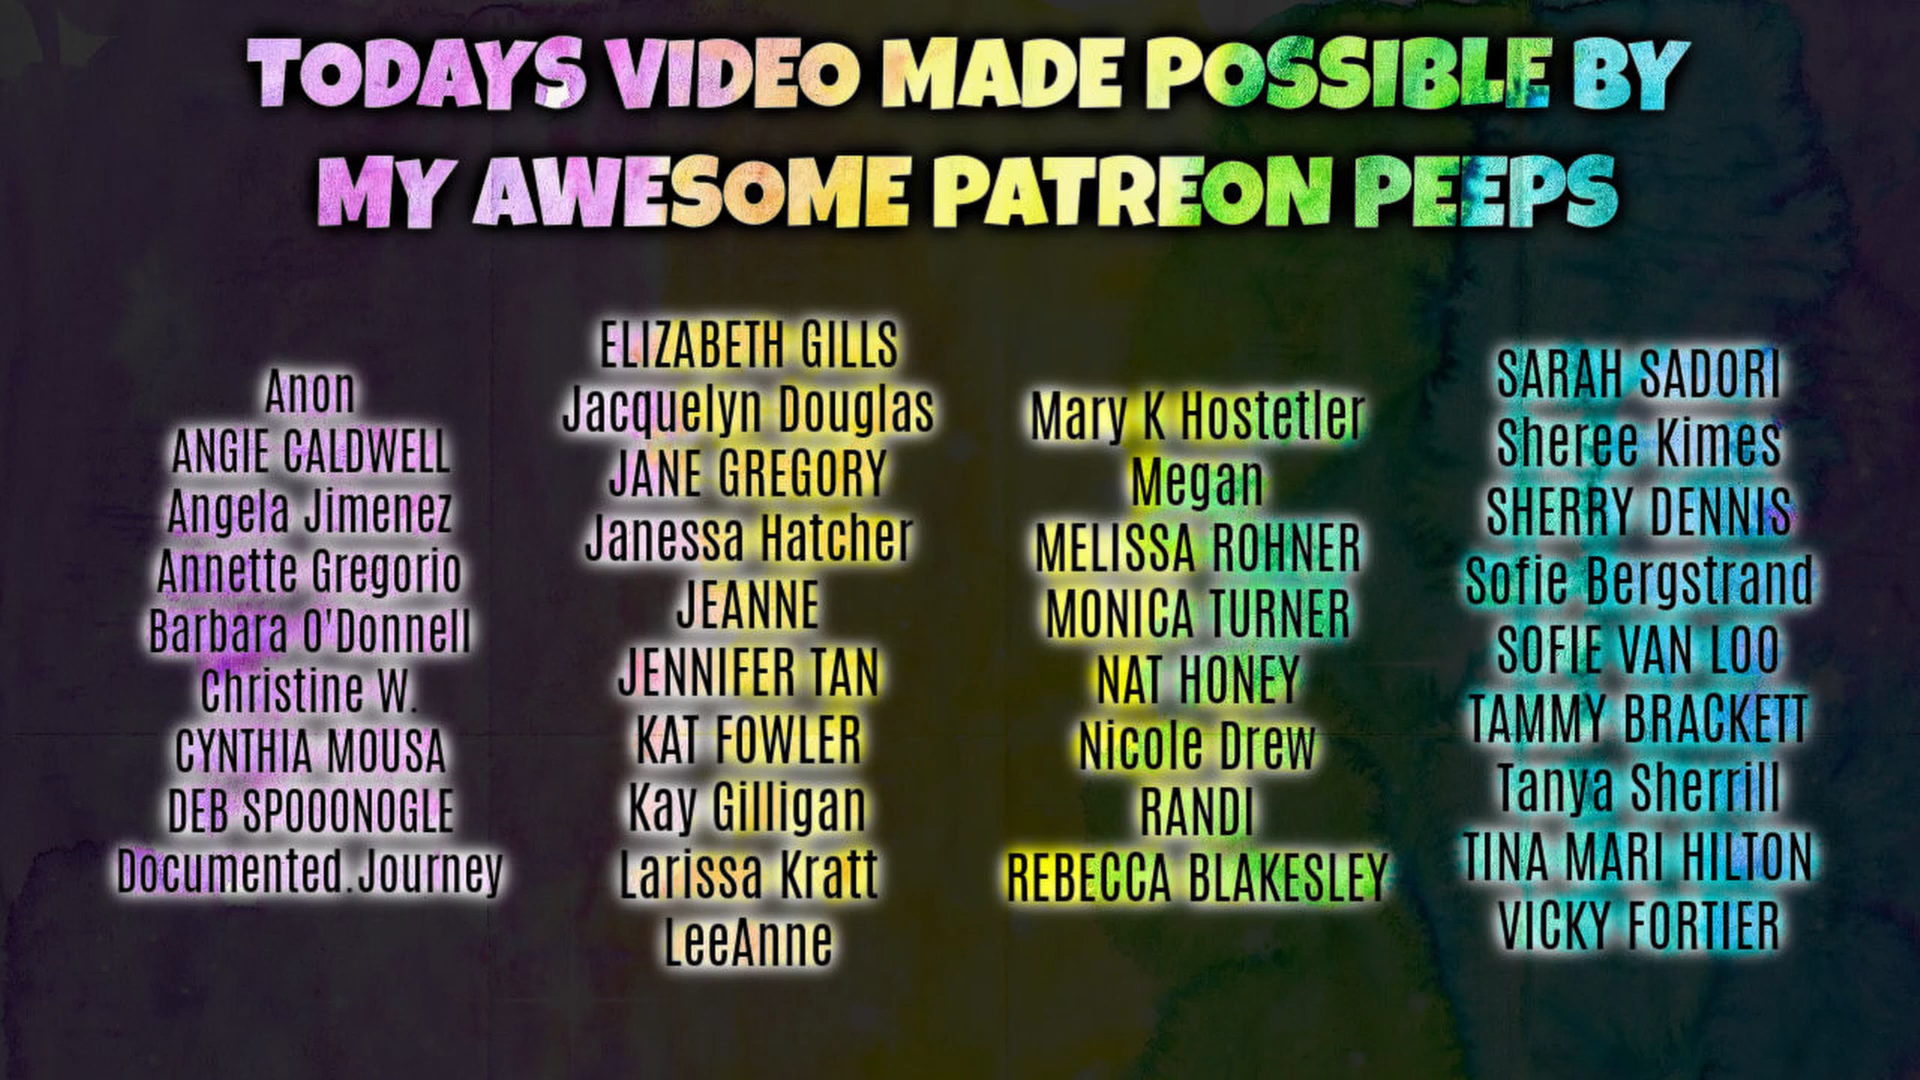 TODAYS VIDEO MADE POSSIBLE BY
MY AWESOME PATREON PEEPS
Anon
ANGIE CALDWELL
Angela Jimenez
Annette Gregorio
Barbara O'Donnell
Christine W.
CYNTHIA MOUSA
DEB SPOOONOGLE
Documented.Journey
ELIZABETH GILLS
Jacquelyn Douglas
JANE GREGORY
Janessa Hatcher
JEANNE
JENNIFER TAN
KAT FOWLER
Kay Gilligan
Larissa Kratt
LeeAnne
Mary K Hostetler
Megan
MELISSA ROHNER
MONICA TURNER
NAT HONEY
Nicole Drew
RANDI
REBECCA BLAKESLEY
SARAH SADORI
Sheree Kimes
SHERRY DENNIS
Sofie Bergstrand
SOFIE VAN LOO
TAMMY BRACKETT
Tanya Sherrill
TINA MARI HILTON
VICKY FORTIER